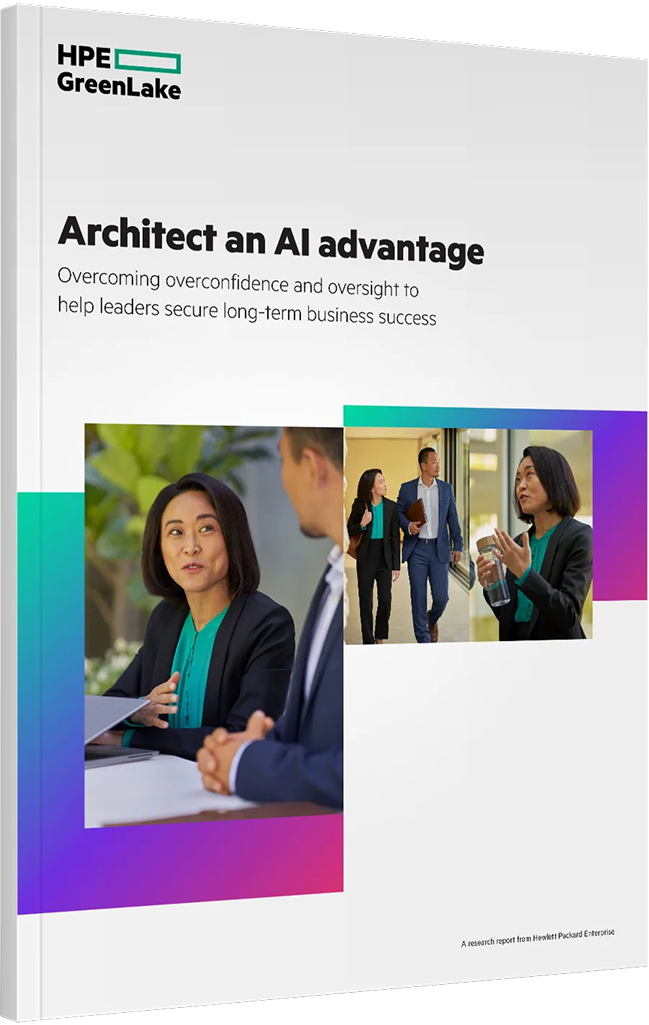 HPE
GreenLake
Architect an AI advantage
Overcoming overconfidence and oversight to
help leaders secure long-term business success
A research report from Hewlett Packard Enterprise